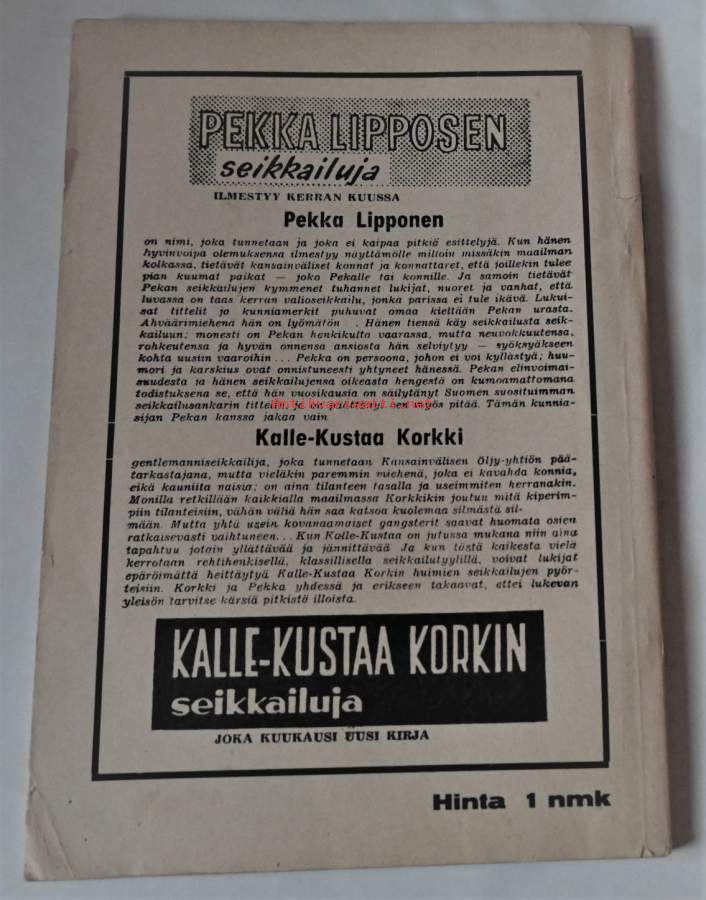 PEKKA LIPPOSEN
seikkailuja
ILMESTYY KERRAN KUUSSA
Pekka Lipponen
on nimi, joka tunnetaan ja joka ei kaipaa pitkiä esittelyjä. Kun hänen
hyvinvoipa olemuksensa ilmestyy näyttämölle milloin missäkin maailman
kolkassa, tietävät kansainväliset konnat ja konnattaret, että joillekin tulee
pian kuumat paikat — joko Pekalle tai konnille. Ja samoin tietävät
Pekan seikkailujen kymmenet tuhannet lukijat, nuoret ja vanhat, että
luvassa on taas kerran valioseikkailu, jonka parissa ei tule ikävä. Lukui-
sat tittelit ja kunniamerkit puhuvat omaa kieltään Pekan urasta.
Ahväärimiehenä hän on lyömätön . Hänen tiensä käy seikkailusta seik-
kailuun; monesti on Pekan henkikulta vaarassa, mutta neuvokkuutensa,
rohkeutensa ja hyvän onnensa ansiosta hän selviytyy — syöksyäkseen
kohta uusiin vaaroihin... Pekka on persoona, johon ei voi kyllästyä; huu-
mori ja karskius ovat onnistuneesti yhtyneet hänessä. Pekan elinvoimai-
suudesta ja hänen seikkailujensa oikeasta hengestä on kumoamattomana
todistuksena se, että hän vuosikausia on säilytänyt Suomen suosituimman
seikkailusankarin tittelin, ja on päättänyt sen myös pitää. Tämän kunnia-
sijan Pekan kanssa jakaa vain
Kalle-Kustaa Korkki
gentlemanniseikkailija, joka tunnetaan Kansainvälisen Öljy-yhtiön pää-
tarkastajana, mutta vieläkin paremmin miehenä, joka ei kavahda konnia,
eikä kauniita naisia; on aina tilanteen tasalla ja useimmiten herranakin.
Monilla retkillään kaikkialla maailmassa Korkkikin joutuu mitä kiperim-
piin tilanteisiin, vähän väliä hän saa katsoa kuolemaa silmästä sil-
mään. Mutta yhtä usein kovanaamaiset gangsterit saavat huomata osien
ratkaisevasti vaihtuneen... Kun Kalle-Kustaa on jutussa mukana niin aina
tapahtuu jotain yllättävää ja jännittävää Ja kun tästä kaikesta vielä
kerrotaan rehtihenkisellä, klassillisella seikkailutyylillä, voivat lukijat
epäröimättä heittäytyä Kalle-Kustaa Korkin huimien seikkailujen pyör-
teisiin. Korkki ja Pekka yhdessä ja erikseen takaavat, ettei lukevan
yleisön tarvitse kärsiä pitkistä illoista.
KALLE-KUSTAA KORKIN
seikkailuja
JOKA KUUKAUSI UUSI KIRJA
Hinta 1 nmk